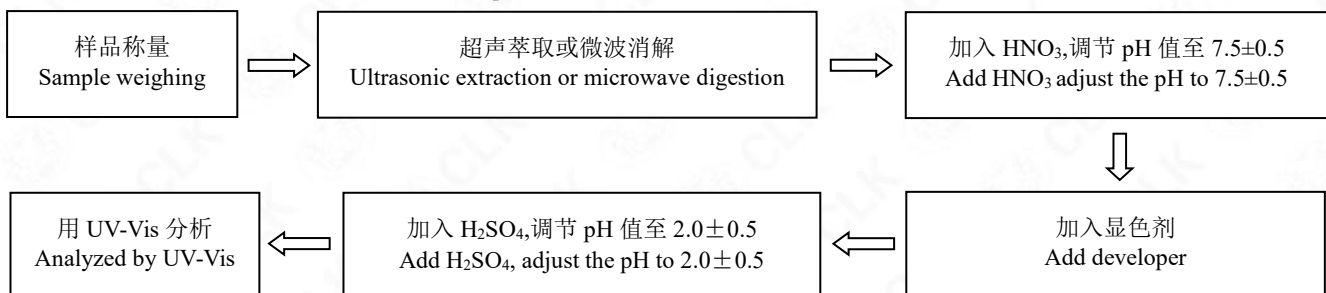 样品称量
Sample weighing
超声萃取或微波消解
Ultrasonic extraction or microwave digestion
加入 HNO₃,调节 pH 值至 7.5±0.5
Add HNO₃ adjust the pH to 7.5±0.5
加入显色剂
Add developer
加入 H₂SO₄,调节 pH 值至 2.0±0.5
Add H₂SO₄, adjust the pH to 2.0±0.5
用 UV-Vis 分析
Analyzed by UV-Vis